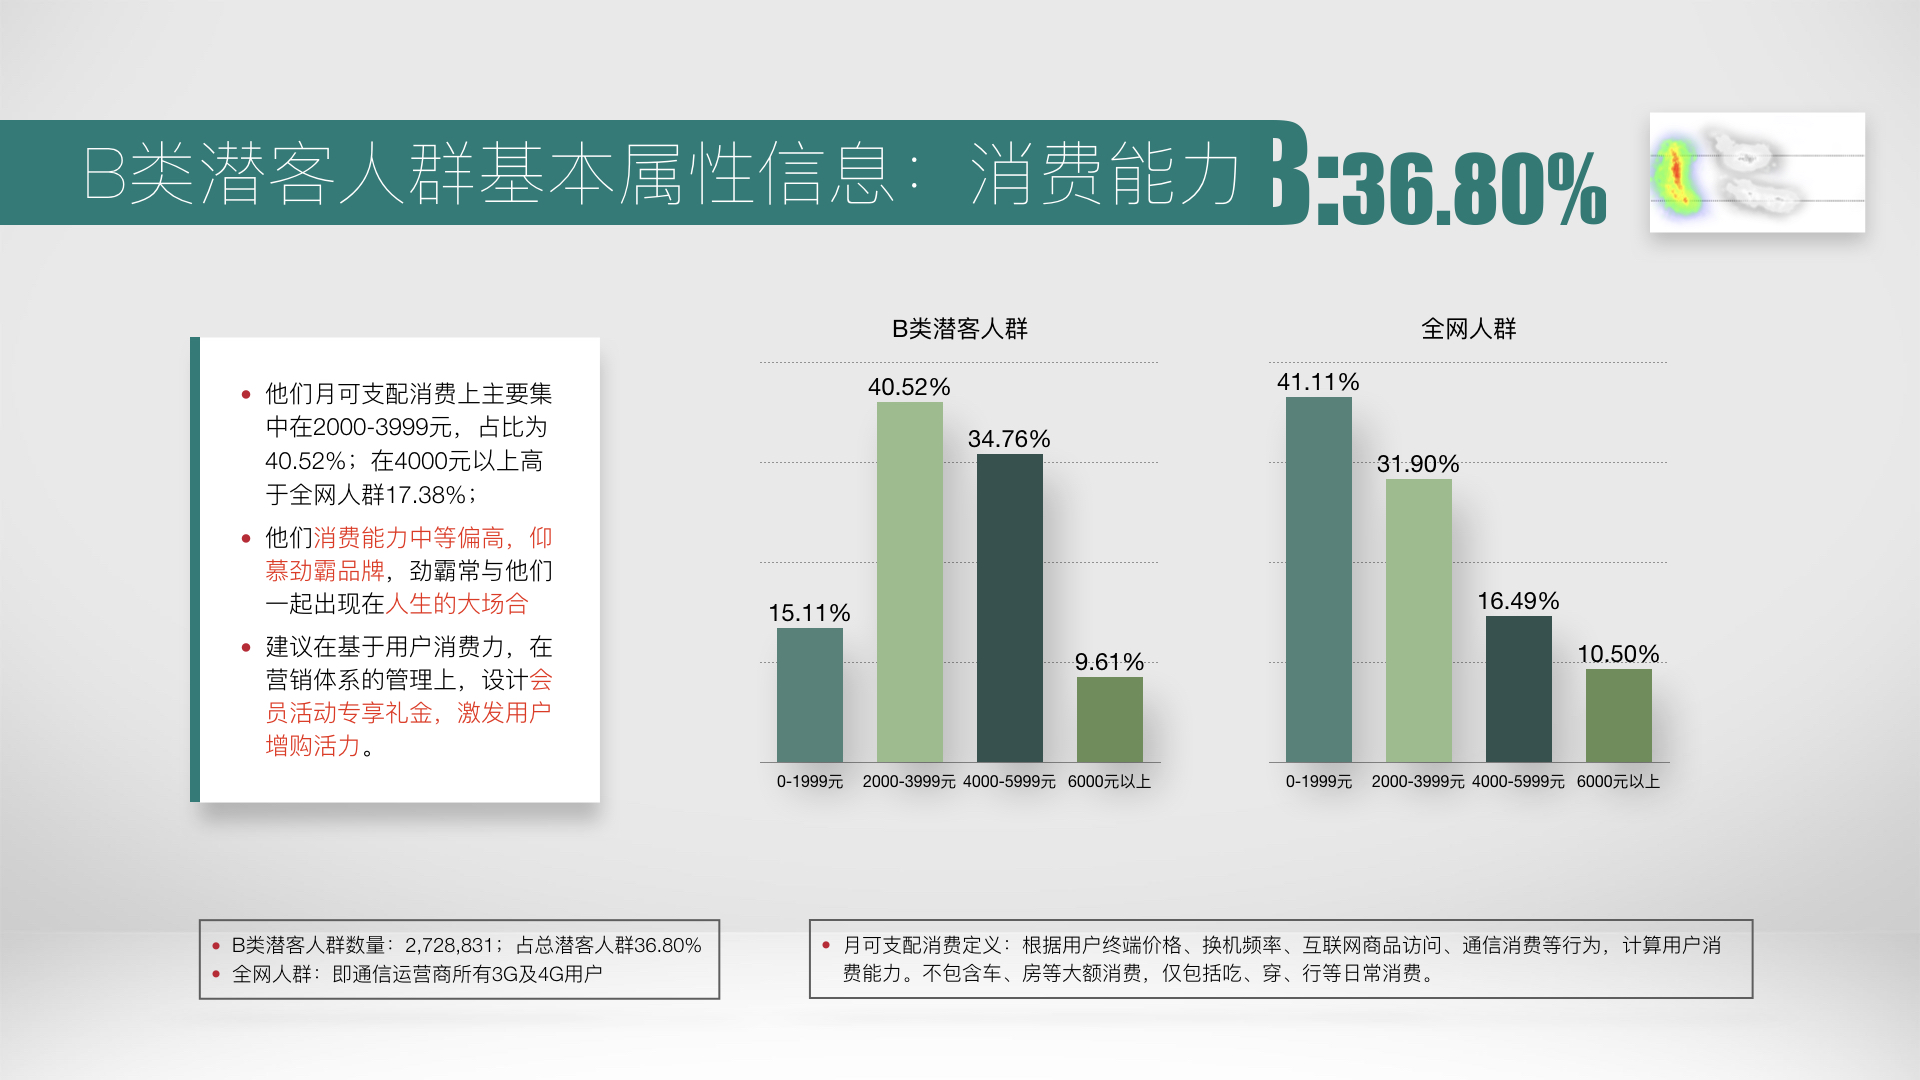 B类潜客人群基本属性信息：消费能力
B:36.80%
他们月可支配消费上主要集
中在2000-3999元，占比为
40.52%；在4000元以上高
于全网人群17.38%；
他们消费能力中等偏高，仰
慕劲霸品牌，劲霸常与他们
一起出现在人生的大场合
建议在基于用户消费力，在
营销体系的管理上，设计会
员活动专享礼金，激发用户
增购活力。
B类潜客人群
40.52%
34.76%
15.11%
9.61%
0-1999元
2000-3999元
4000-5999元
6000元以上
全网人群
41.11%
31.90%
16.49%
10.50%
0-1999元
2000-3999元
4000-5999元
6000元以上
B类潜客人群数量：2,728,831；占总潜客人群36.80%
全网人群：即通信运营商所有3G及4G用户
月可支配消费定义：根据用户终端价格、换机频率、互联网商品访问、通信消费等行为，计算用户消
费能力。不包含车、房等大额消费，仅包括吃、穿、行等日常消费。